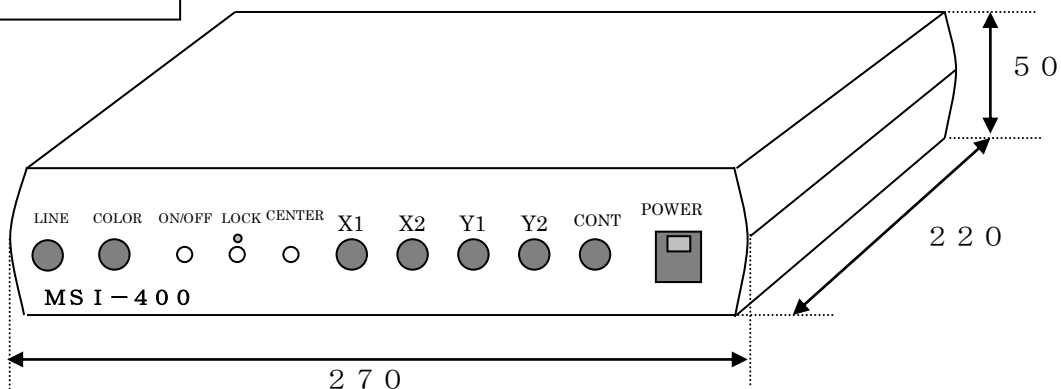 ５０
LINE COLOR ON/OFF LOCK CENTER X1 X2 Y1 Y2 CONT POWER
２２０
ＭＳＩ－４００
２７０